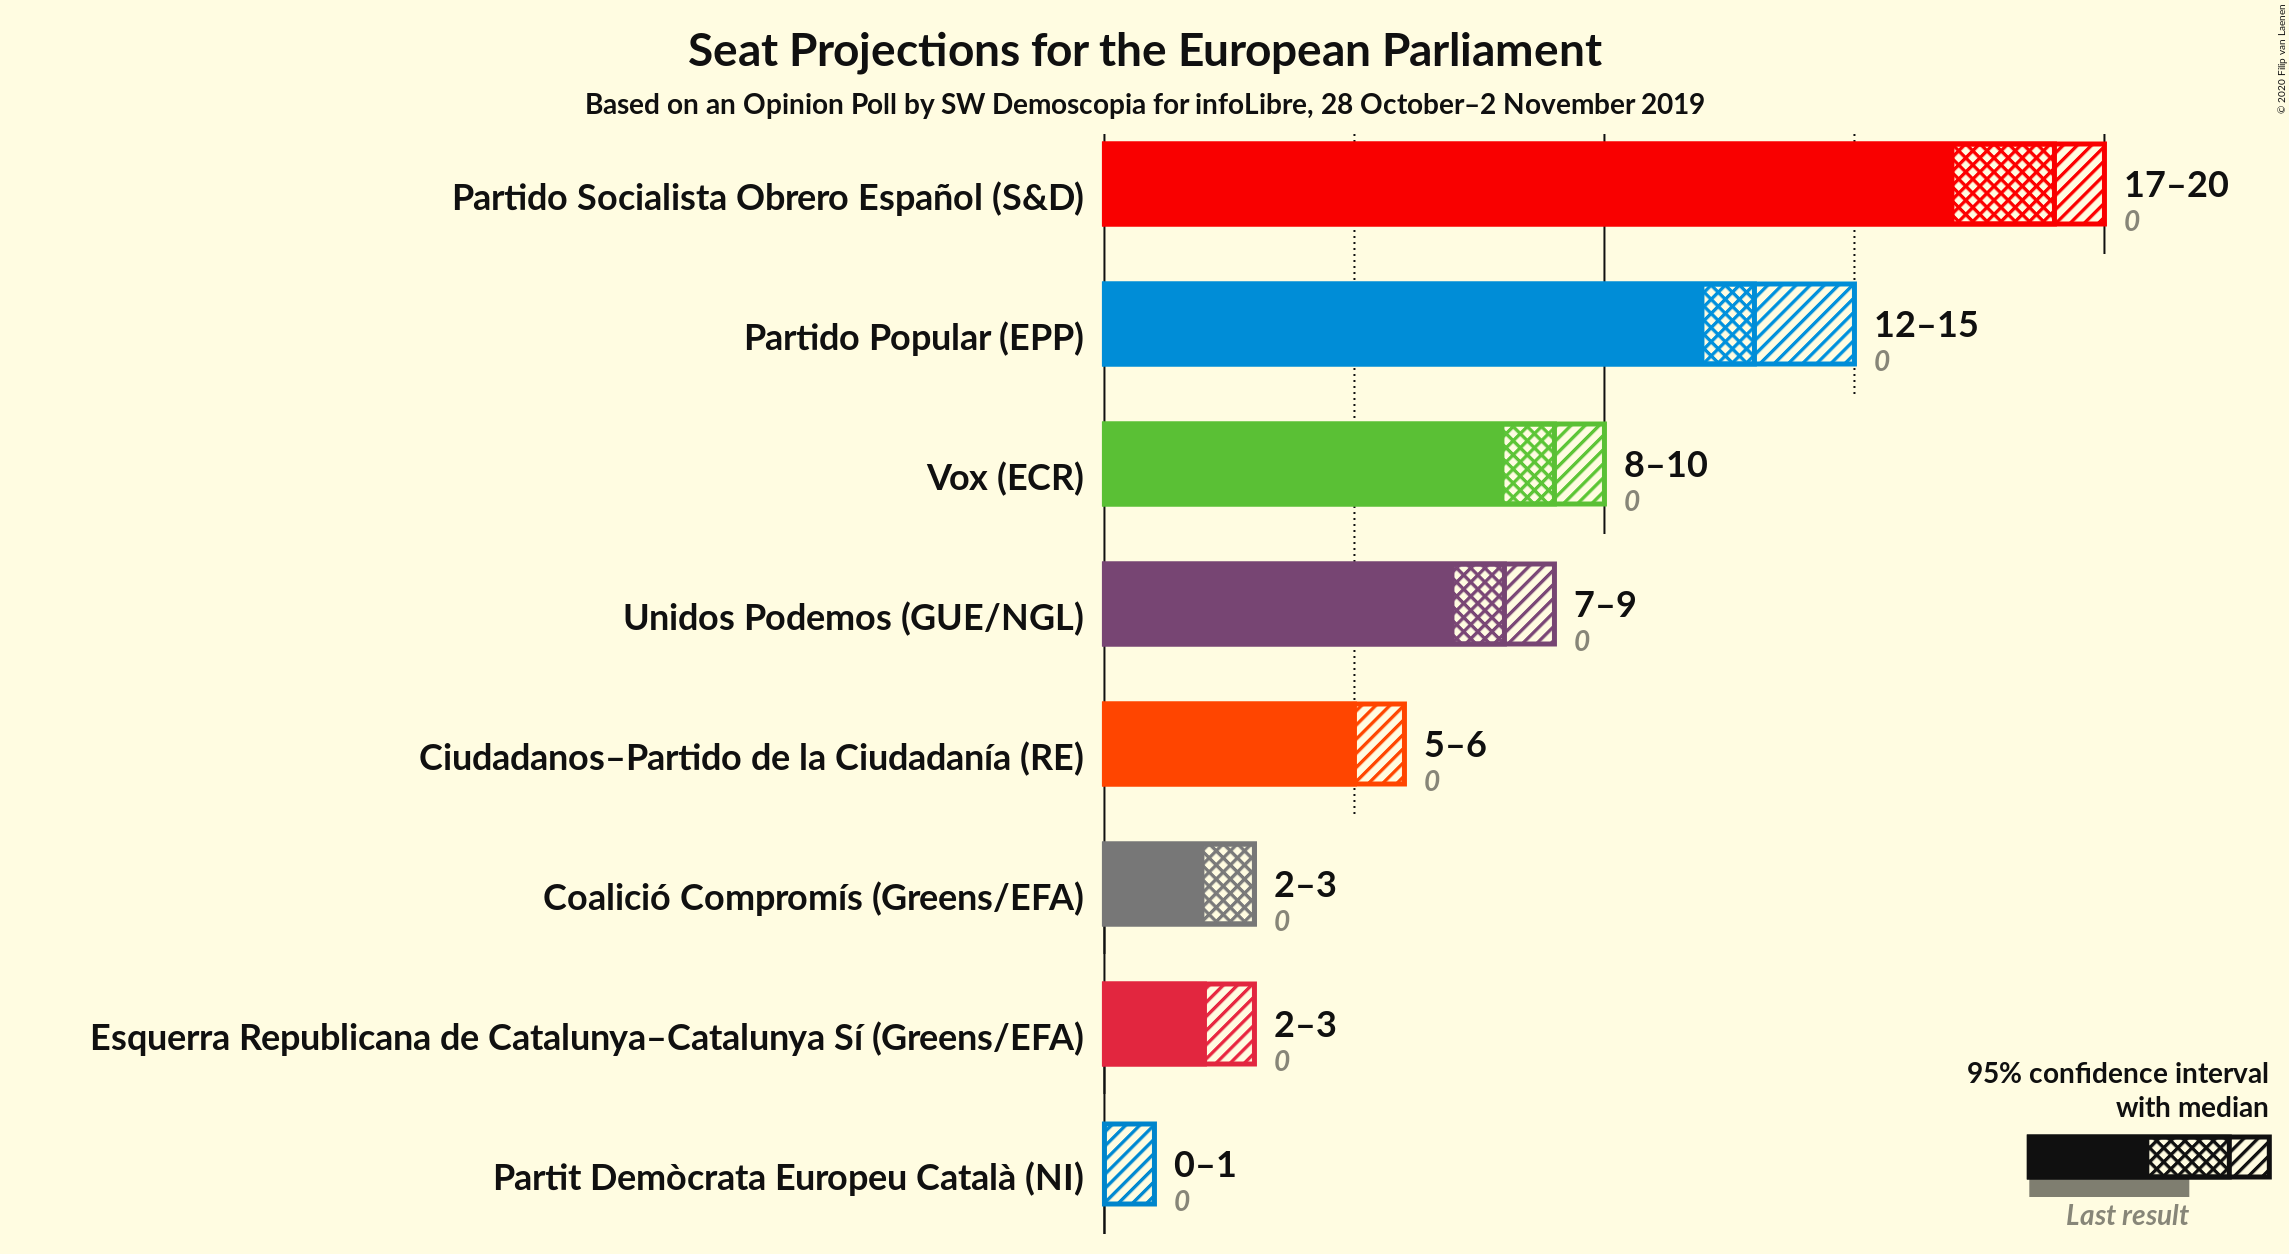 Seat Projections for the European Parliament
Based on an Opinion Poll by SW Demoscopia for infoLibre, 28 October–2 November 2019
© 2020 Filip van Laenen
Partido Socialista Obrero Español (S&D)
17–20
0
Partido Popular (EPP)
12–15
0
Vox (ECR)
8–10
0
Unidos Podemos (GUE/NGL)
7–9
0
Ciudadanos–Partido de la Ciudadanía (RE)
5–6
0
Coalició Compromís (Greens/EFA)
2–3
0
Esquerra Republicana de Catalunya–Catalunya Sí (Greens/EFA)
2–3
0
Partit Demòcrata Europeu Català (NI)
0–1
0
95% confidence interval
with median
Last result